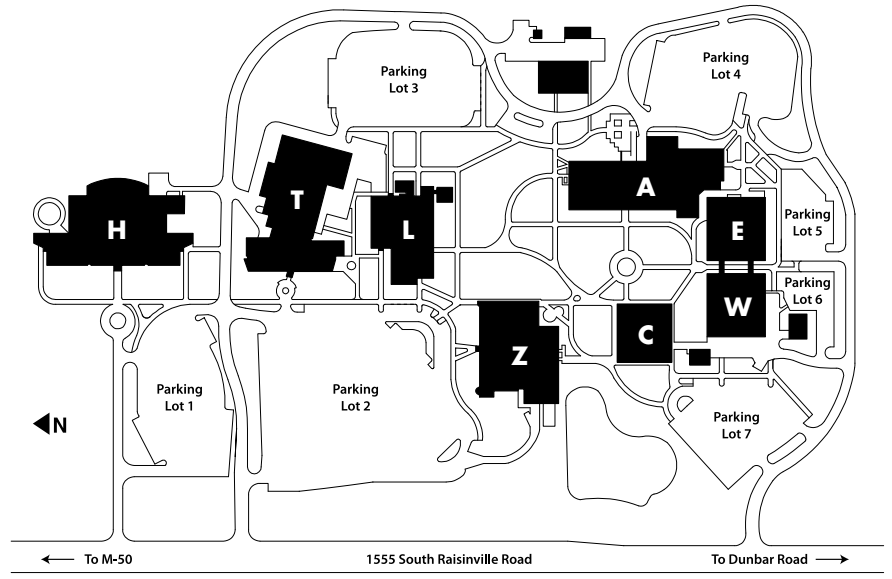 Parking
Lot 3
Parking
Lot 4
H
T
L
A
E
Parking
Lot 5
Parking
Lot 6
W
C
Z
Parking
Lot 1
Parking
Lot 2
N
Parking
Lot 7
To M-50
1555 South Raisinville Road
To Dunbar Road